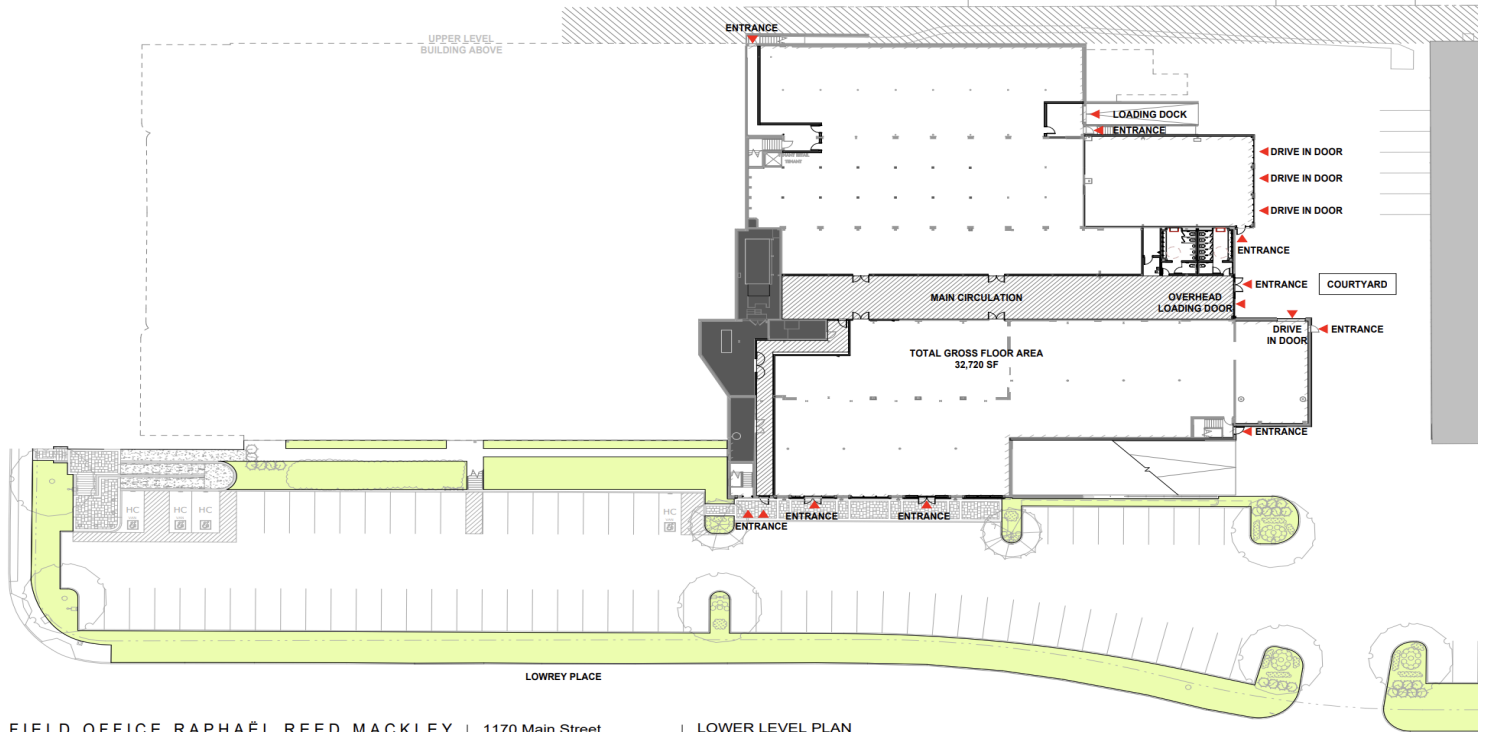 ENTRANCE
UPPER LEVEL
BUILDING ABOVE
LOADING DOCK
ENTRANCE
DRIVE IN DOOR
TENANT
DRIVE IN DOOR
DRIVE IN DOOR
ENTRANCE
ENTRANCE
COURTYARD
MAIN CIRCULATION
OVERHEAD
LOADING DOOR
DRIVE
IN DOOR
ENTRANCE
TOTAL GROSS FLOOR AREA
32,720 SF
ENTRANCE
HC
HC
HC
HC
ENTRANCE
ENTRANCE
ENTRANCE
LOWREY PLACE
FIELD OFFICE RAPHAËL REED MACKLEY | 1170 Main Street | LOWER LEVEL PLAN